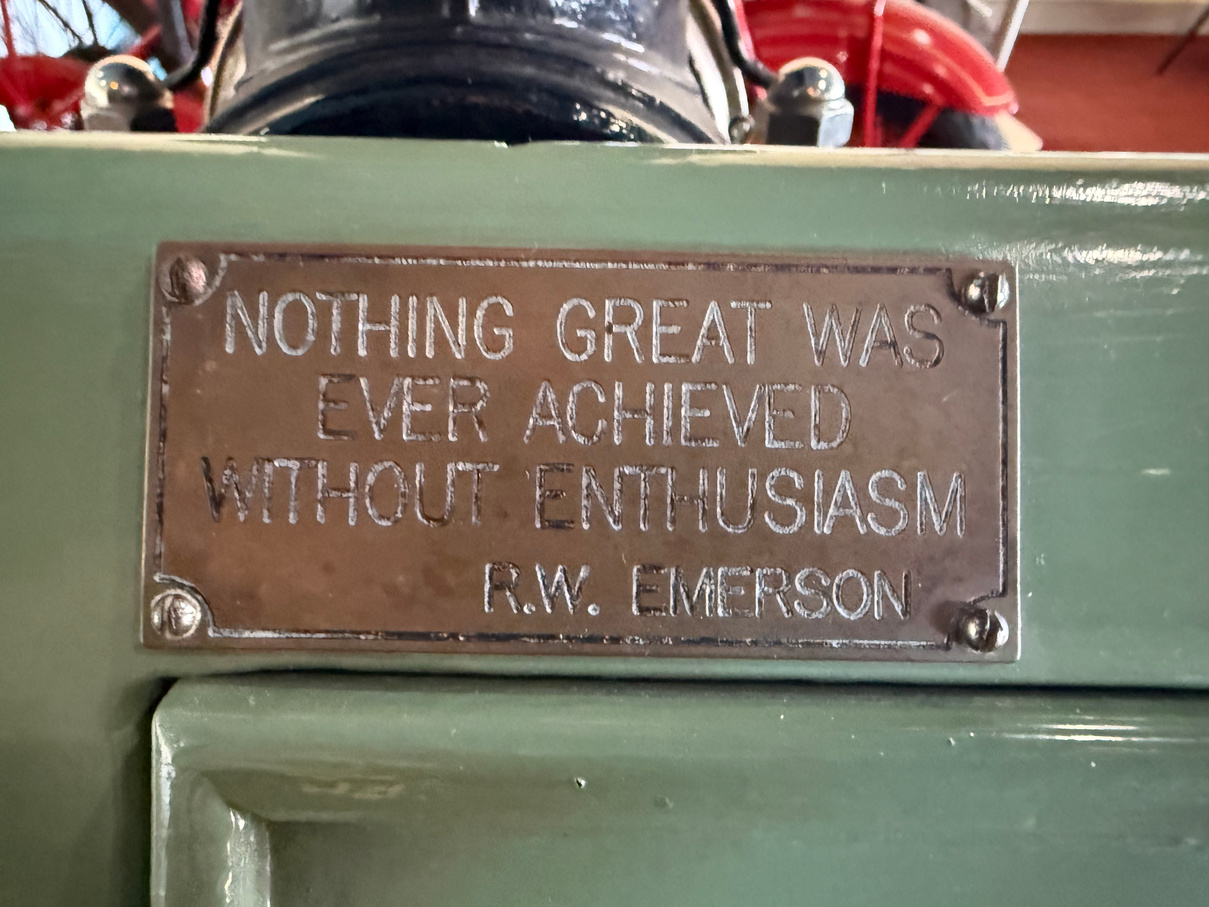 NOTHING GREAT WAS
EVER ACHIEVED
WITHOUT ENTHUSIASM
R.W. EMERSON